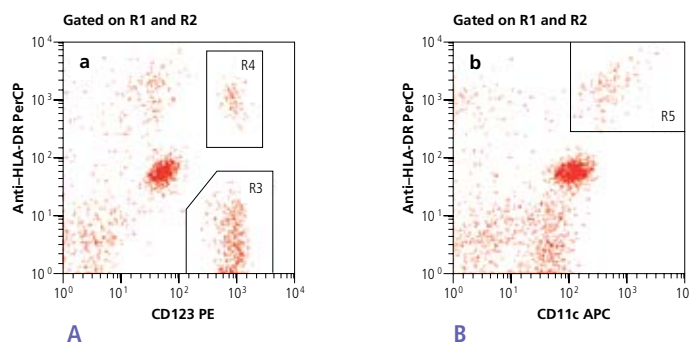 Gated on R1 and R2
a
R4
R3
10⁴
10³
10²
10¹
10⁰
Anti–HLA-DR PerCP
10⁰ 10¹ 10² 10³ 10⁴
CD123 PE
A
Gated on R1 and R2
b
R5
10⁴
10³
10²
10¹
10⁰
Anti–HLA-DR PerCP
10⁰ 10¹ 10² 10³ 10⁴
CD11c APC
B